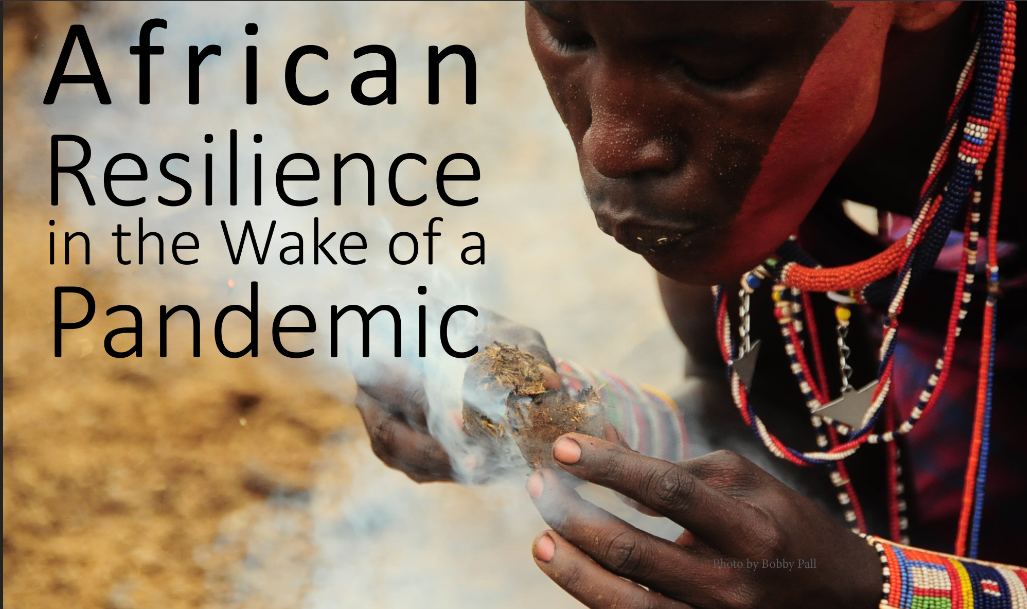 African
Resilience
in the Wake of a
Pandemic
Photo by Bobby Pall